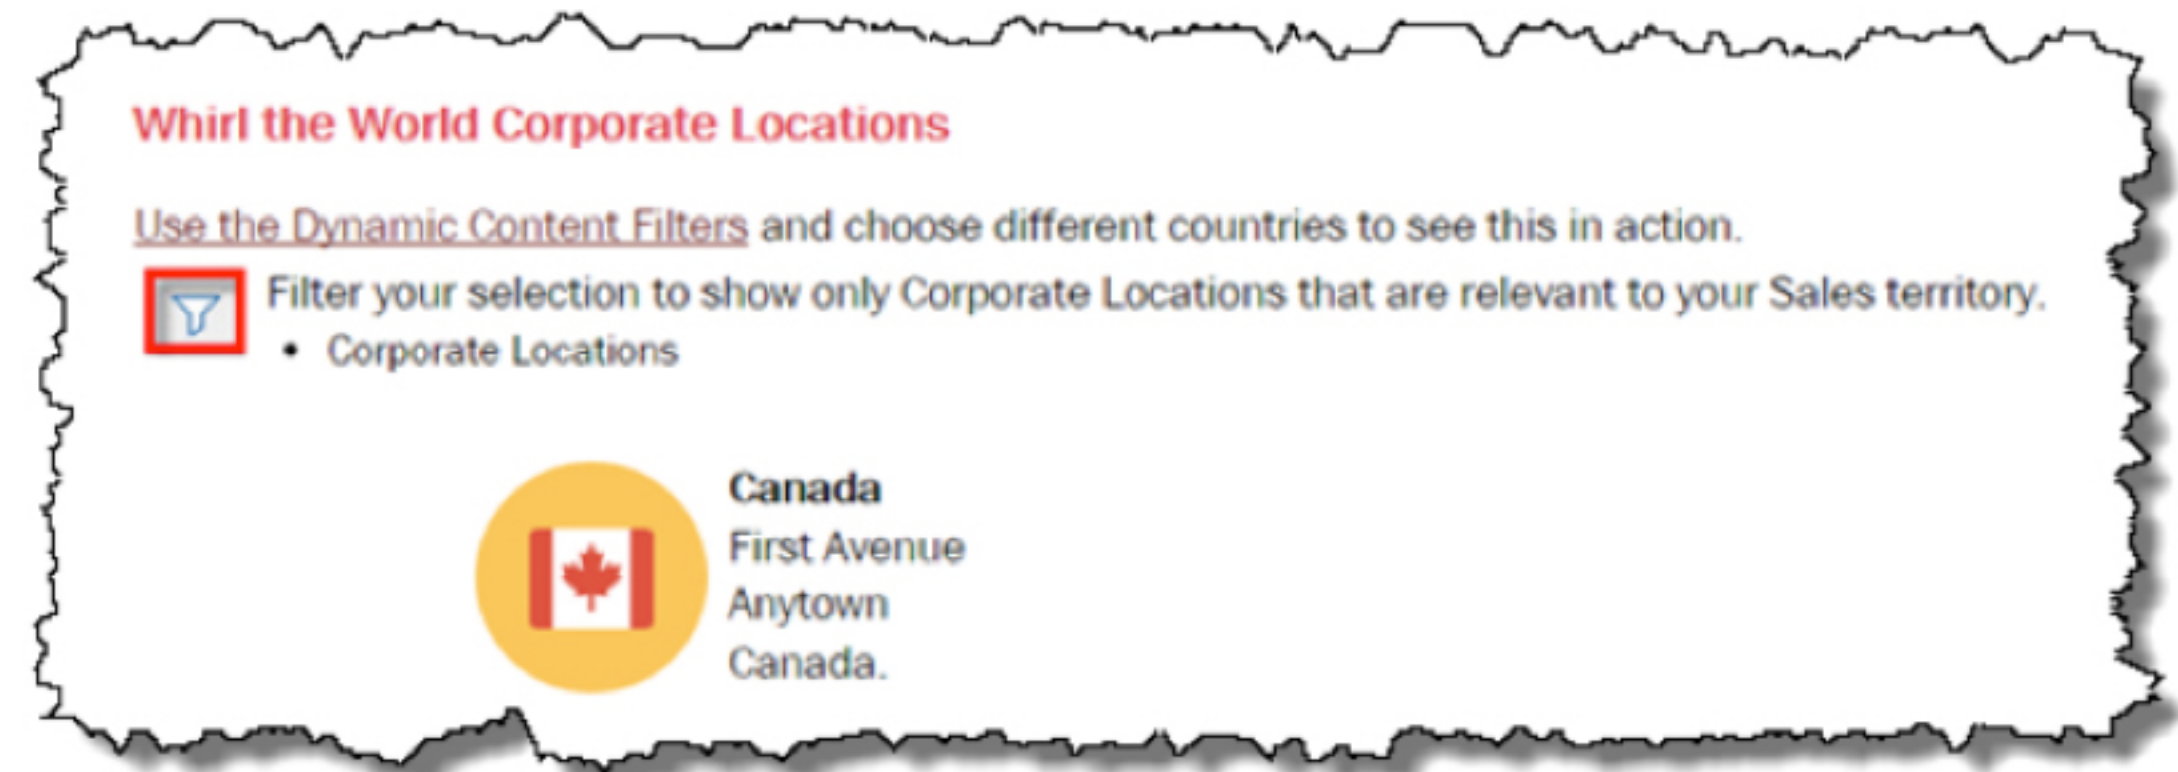 Whirl the World Corporate Locations
Use the Dynamic Content Filters and choose different countries to see this in action.
Filter your selection to show only Corporate Locations that are relevant to your Sales territory.
• Corporate Locations
Canada
First Avenue
Anytown
Canada.